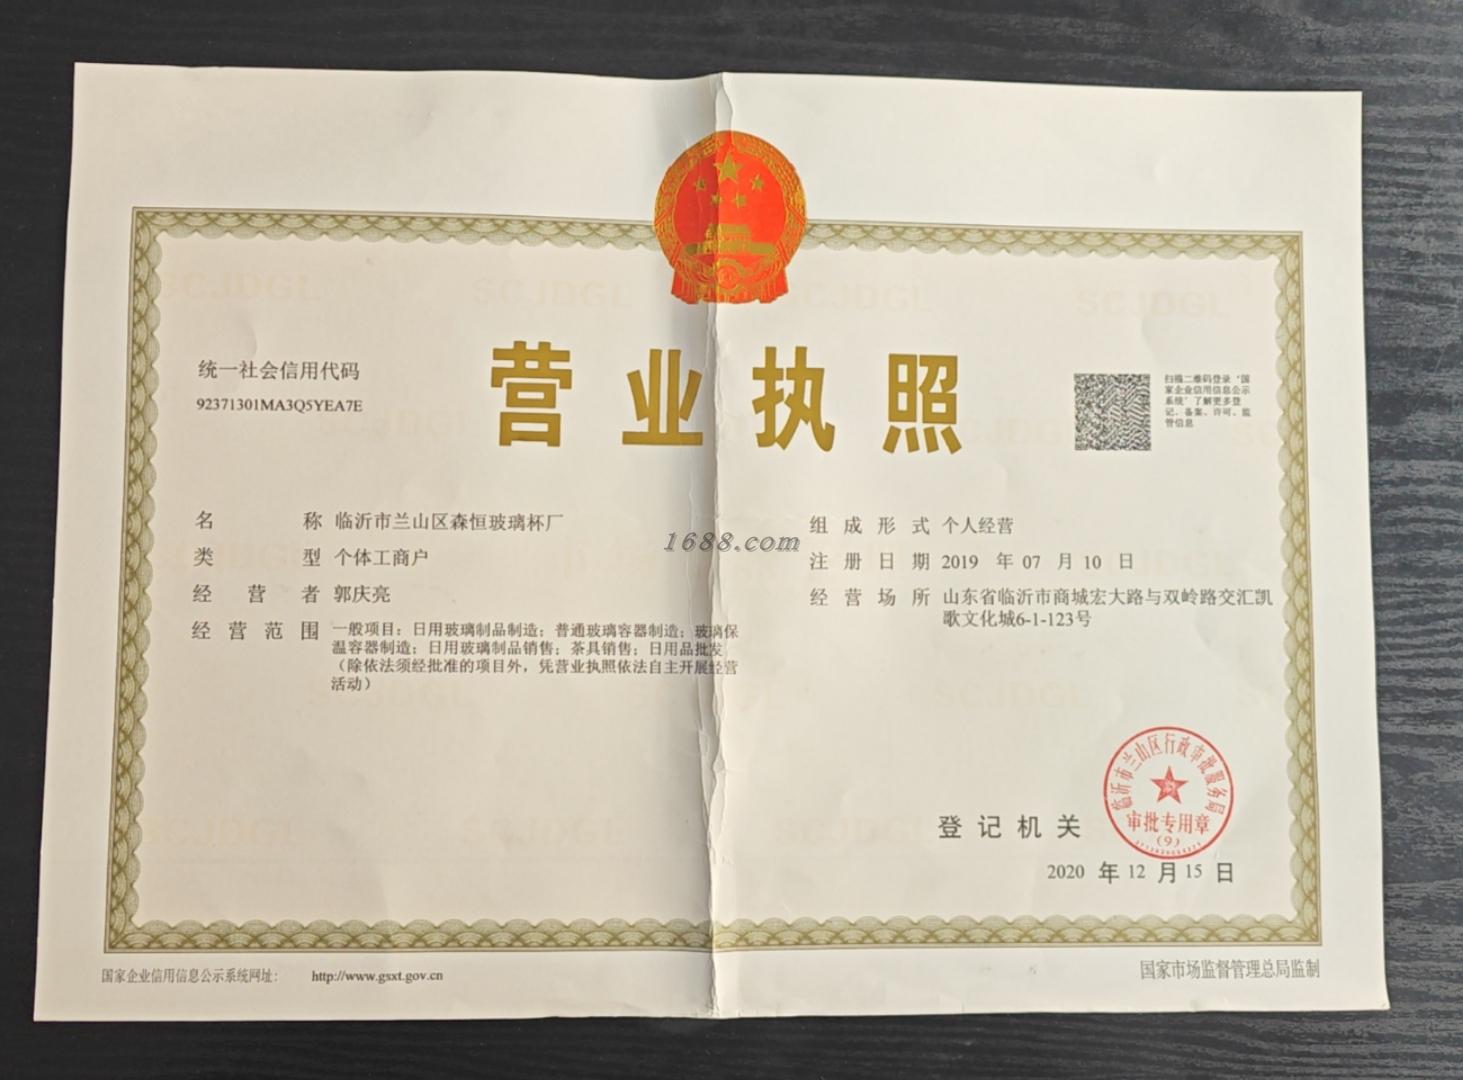 营业执照
统一社会信用代码
92371301MA3Q5YEA7E
扫描二维码登录“国
家企业信用信息公示
系统”了解更多登
记、备案、许可、监
管信息
名称 临沂市兰山区森恒玻璃杯厂
类型 个体工商户
经营者 郭庆亮
经营范围 一般项目：日用玻璃制品制造；普通玻璃容器制造；玻璃保
温容器制造；日用玻璃制品销售；茶具销售；日用品批发
（除依法须经批准的项目外，凭营业执照依法自主开展经营
活动）
组成形式 个人经营
注册日期 2019 年 07 月 10 日
经营场所 山东省临沂市商城宏大路与双岭路交汇凯
歌文化城6-1-123号
1688.com
登记机关
临沂市兰山区行政审批服务局
审批专用章
(9)
2020 年 12 月 15 日
国家企业信用信息公示系统网址： http://www.gsxt.gov.cn
国家市场监督管理总局监制
SCJDGL SCJDGL SCJDGL SCJDGL